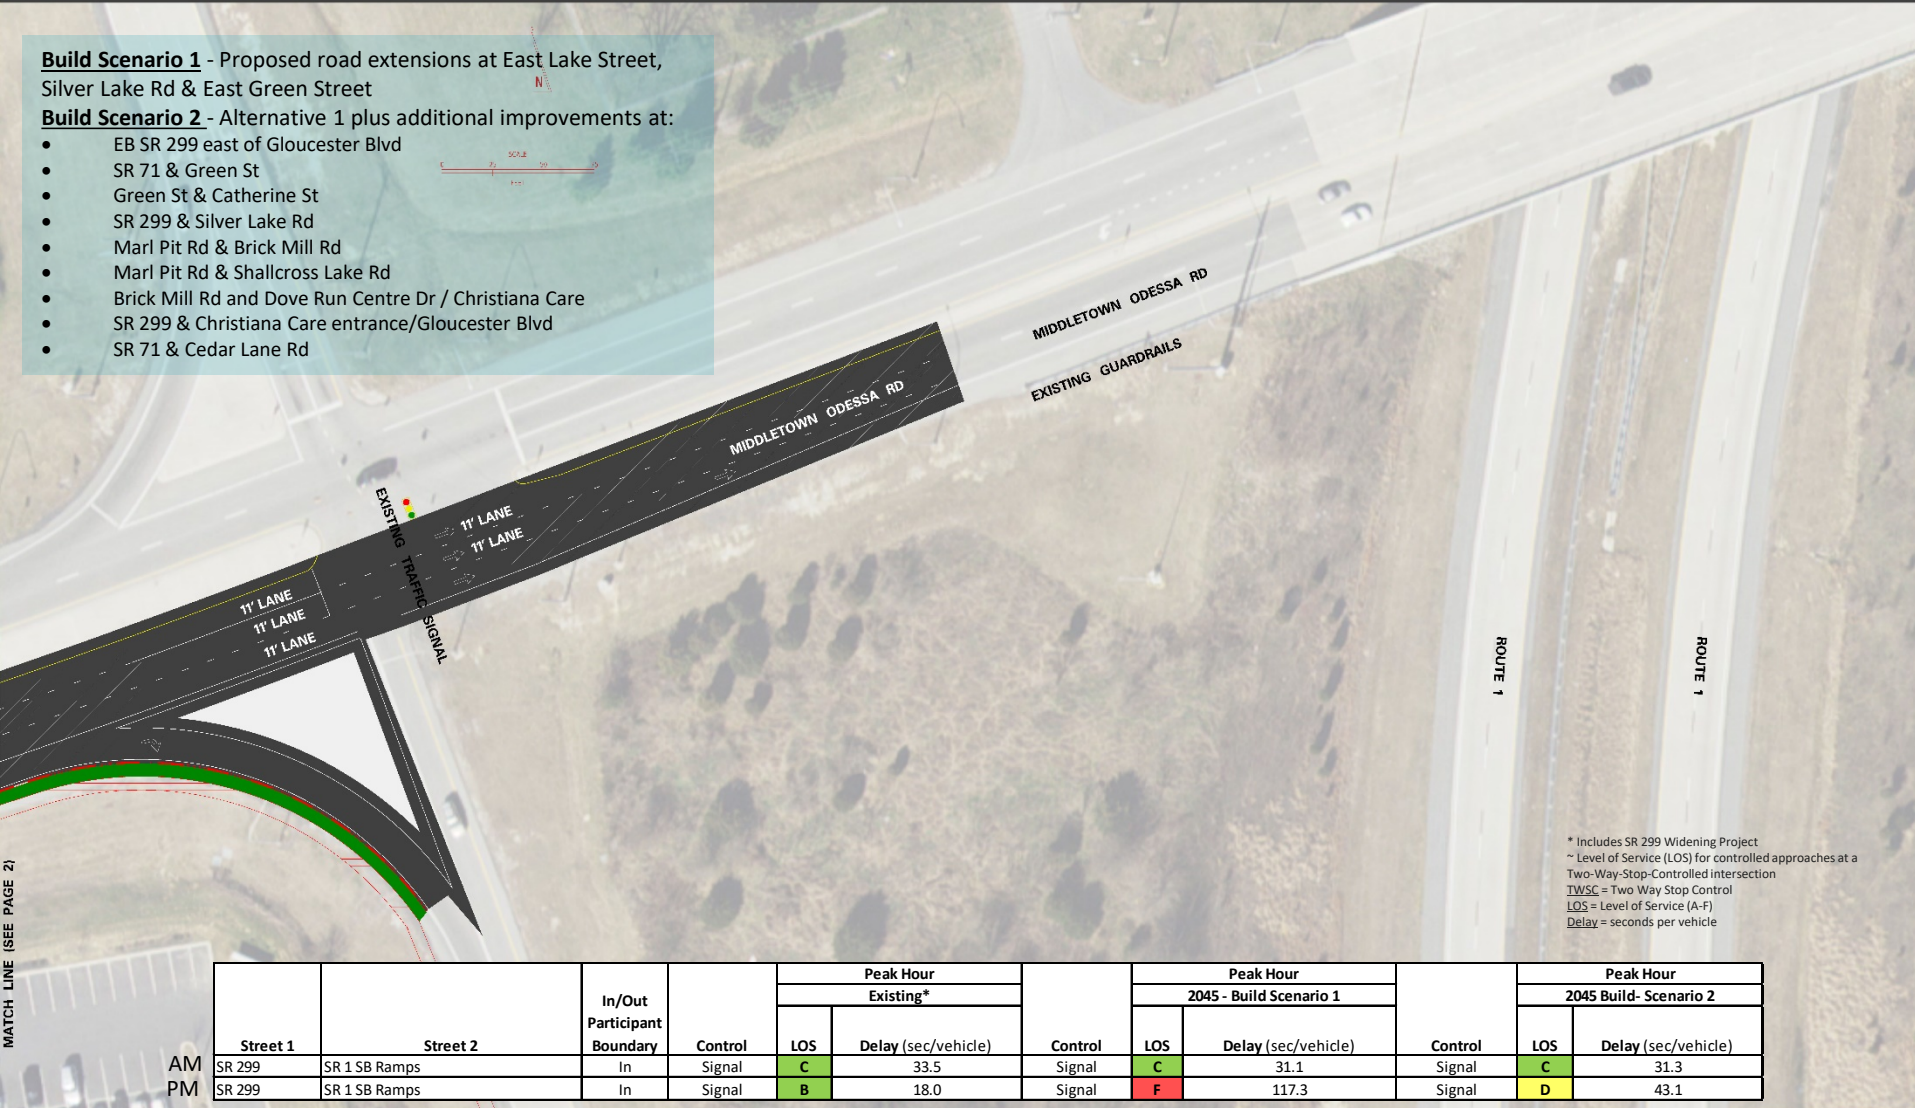 Build Scenario 1 - Proposed road extensions at East Lake Street,
Silver Lake Rd & East Green Street
Build Scenario 2 - Alternative 1 plus additional improvements at:
• EB SR 299 east of Gloucester Blvd
• SR 71 & Green St
• Green St & Catherine St
• SR 299 & Silver Lake Rd
• Marl Pit Rd & Brick Mill Rd
• Marl Pit Rd & Shallcross Lake Rd
• Brick Mill Rd and Dove Run Centre Dr / Christiana Care
• SR 299 & Christiana Care entrance/Gloucester Blvd
• SR 71 & Cedar Lane Rd
N
SCALE
MIDDLETOWN ODESSA RD
EXISTING GUARDRAILS
MIDDLETOWN ODESSA RD
EXISTING TRAFFIC SIGNAL
11' LANE
11' LANE
11' LANE
11' LANE
11' LANE
ROUTE 1
ROUTE 1
MATCH LINE (SEE PAGE 2)
* Includes SR 299 Widening Project
~ Level of Service (LOS) for controlled approaches at a
Two-Way-Stop-Controlled intersection
TWSC = Two Way Stop Control
LOS = Level of Service (A-F)
Delay = seconds per vehicle
Peak Hour Peak Hour Peak Hour
Existing* 2045 - Build Scenario 1 2045 Build- Scenario 2
Street 1 Street 2 In/Out Participant Boundary Control LOS Delay (sec/vehicle) Control LOS Delay (sec/vehicle) Control LOS Delay (sec/vehicle)
AM SR 299 SR 1 SB Ramps In Signal C 33.5 Signal C 31.1 Signal C 31.3
PM SR 299 SR 1 SB Ramps In Signal B 18.0 Signal F 117.3 Signal D 43.1